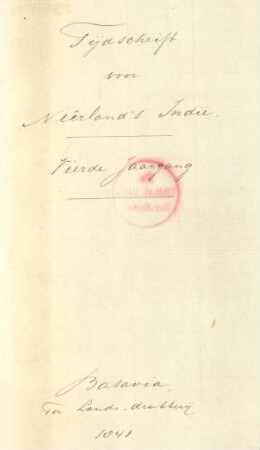 Tijdschrift
voor
Neêrland's Indië.
Vierde Jaargang
Batavia,
Ter Lands-drukkerij
1841